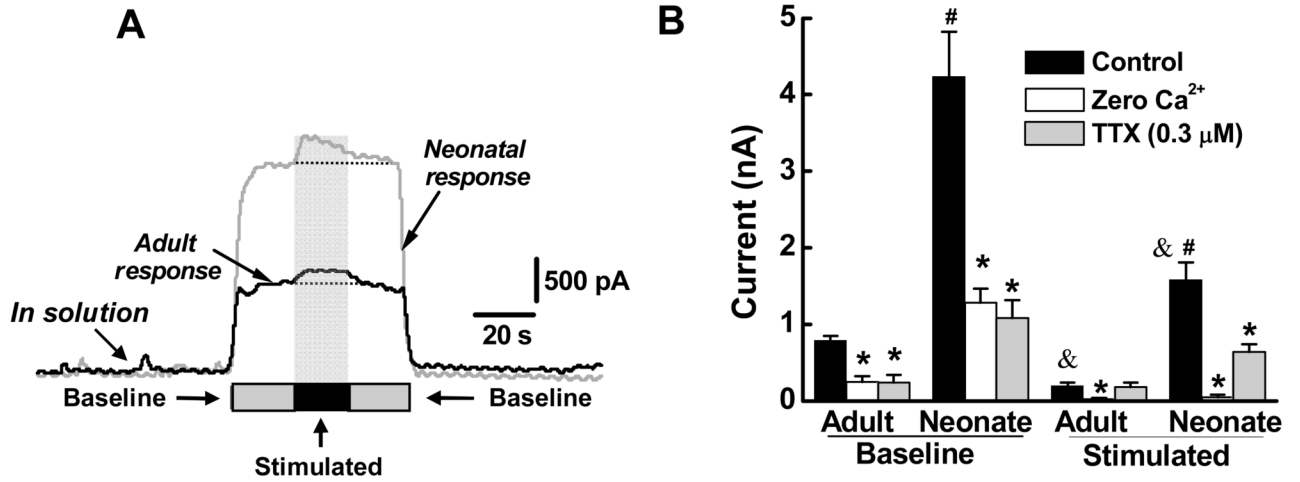 A
Neonatal
response
Adult
response
In solution
500 pA
20 s
Baseline
Baseline
Stimulated
B
Current (nA)
5
4
3
2
1
0
Control
Zero Ca²⁺
TTX (0.3 μM)
* *
#
* *
&
*
& #
*
*
Adult Neonate Adult Neonate
Baseline Stimulated